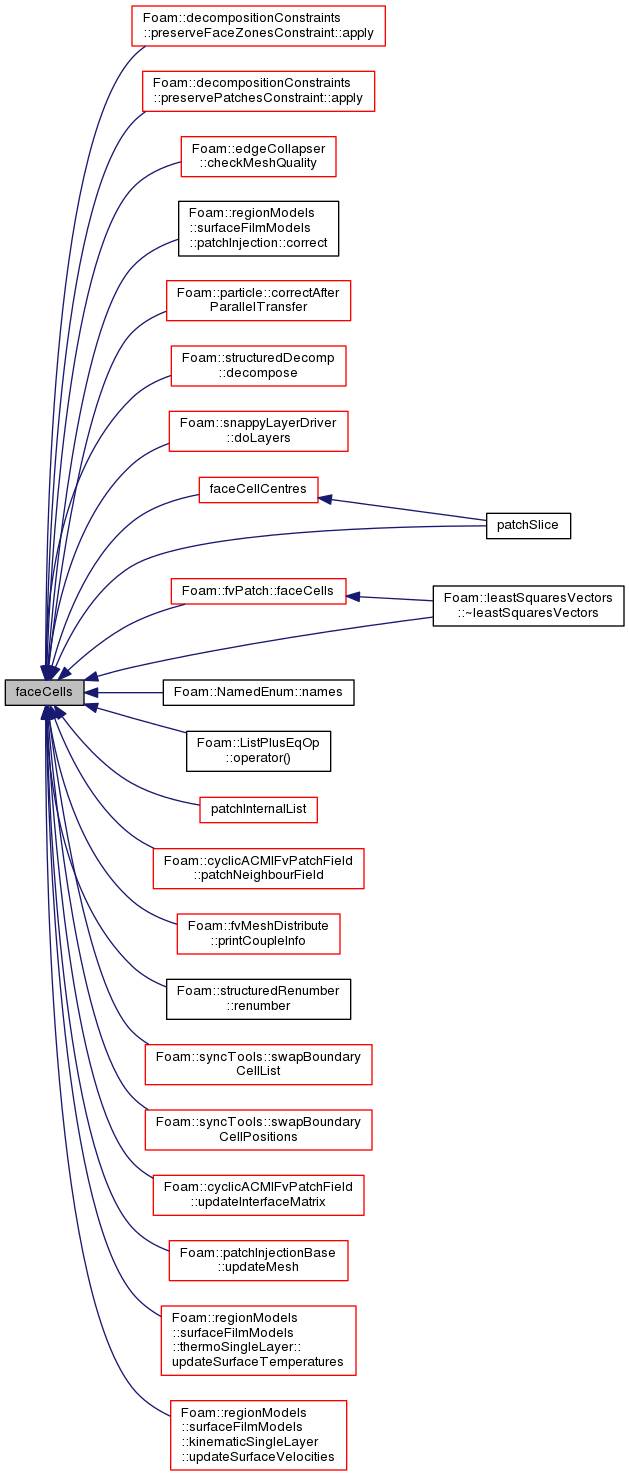 Foam::decompositionConstraints
::preserveFaceZonesConstraint::apply
Foam::decompositionConstraints
::preservePatchesConstraint::apply
Foam::edgeCollapser
::checkMeshQuality
Foam::regionModels
::surfaceFilmModels
::patchInjection::correct
Foam::particle::correctAfter
ParallelTransfer
Foam::structuredDecomp
::decompose
Foam::snappyLayerDriver
::doLayers
faceCellCentres
patchSlice
Foam::fvPatch::faceCells
Foam::leastSquaresVectors
::~leastSquaresVectors
faceCells
Foam::NamedEnum::names
Foam::ListPlusEqOp
::operator()
patchInternalList
Foam::cyclicACMIFvPatchField
::patchNeighbourField
Foam::fvMeshDistribute
::printCoupleInfo
Foam::structuredRenumber
::renumber
Foam::syncTools::swapBoundary
CellList
Foam::syncTools::swapBoundary
CellPositions
Foam::cyclicACMIFvPatchField
::updateInterfaceMatrix
Foam::patchInjectionBase
::updateMesh
Foam::regionModels
::surfaceFilmModels
::thermoSingleLayer::
updateSurfaceTemperatures
Foam::regionModels
::surfaceFilmModels
::kinematicSingleLayer
::updateSurfaceVelocities